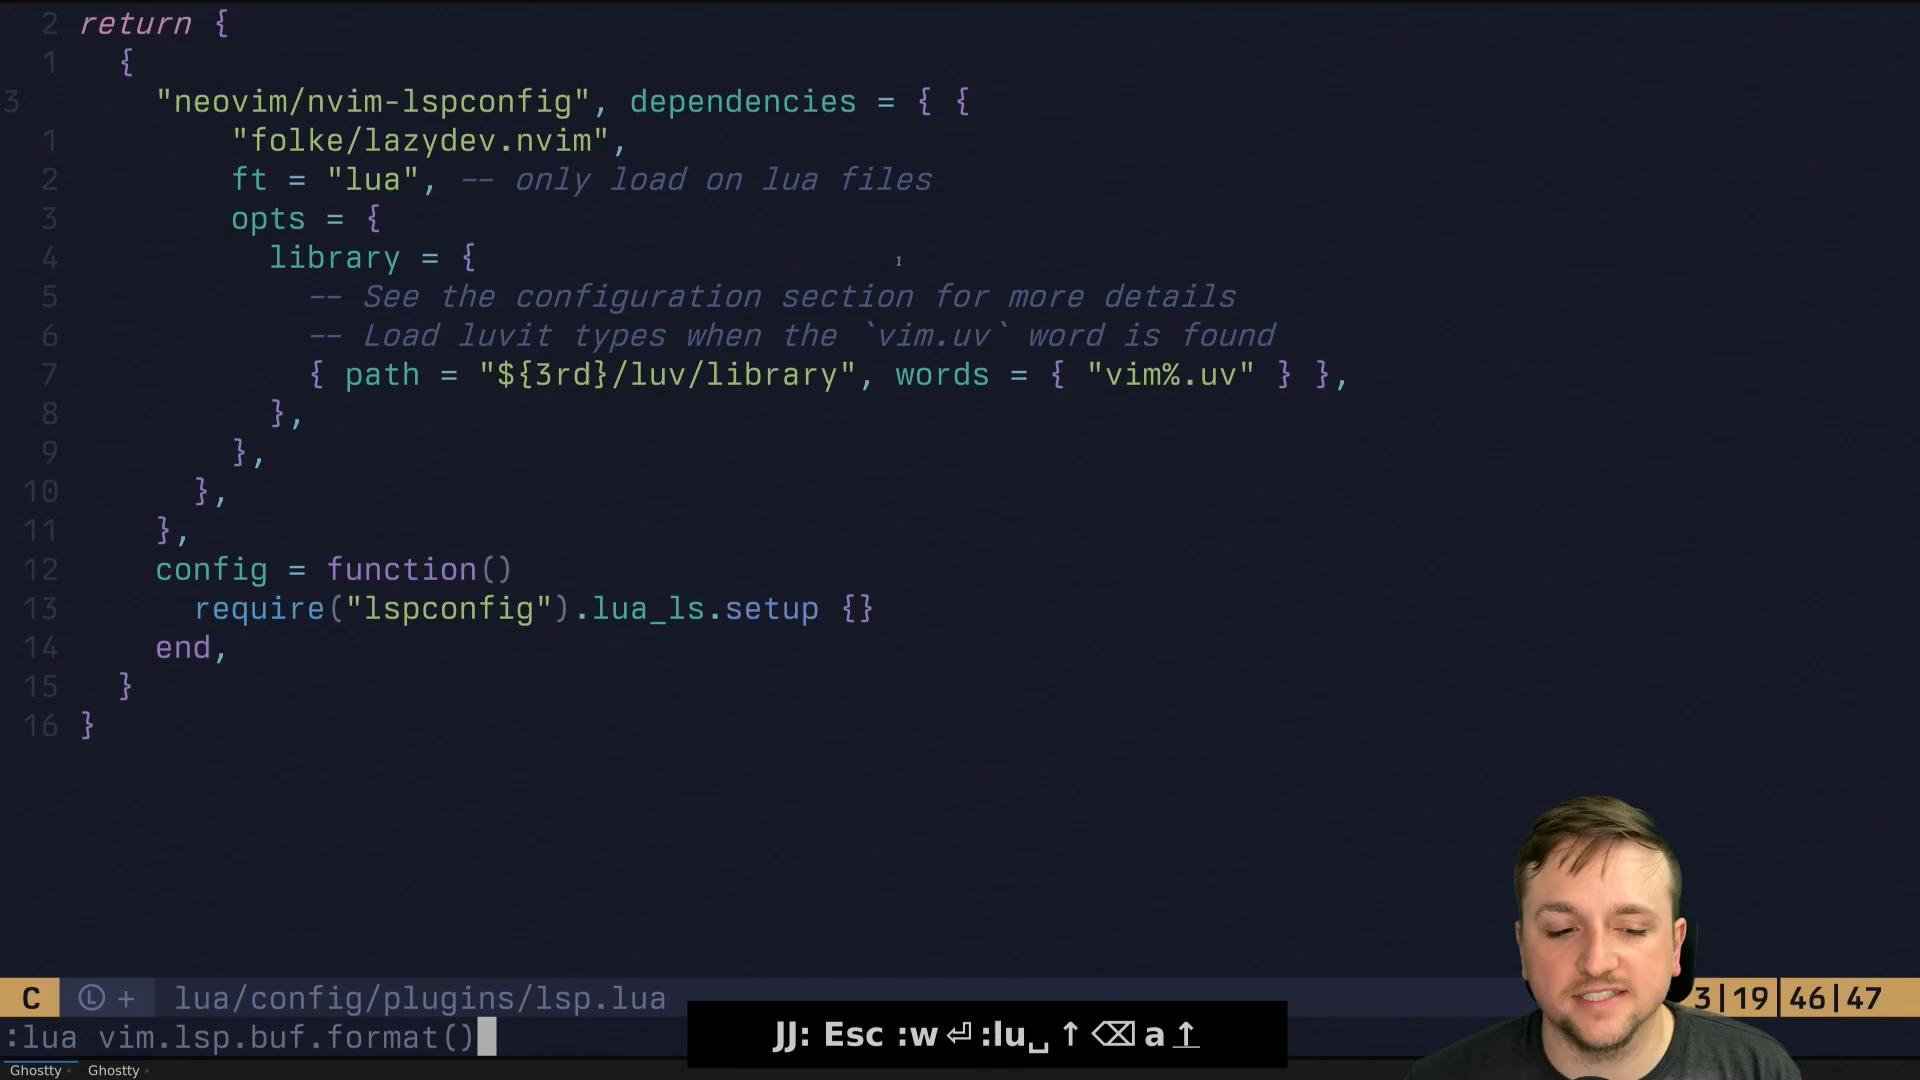 2 return {
1 {
3 "neovim/nvim-lspconfig", dependencies = { {
1 "folke/lazydev.nvim",
2 ft = "lua", -- only load on lua files
3 opts = {
4 library = {
5 -- See the configuration section for more details
6 -- Load luvit types when the `vim.uv` word is found
7 { path = "${3rd}/luv/library", words = { "vim%.uv" } },
8 },
9 },
10 },
11 },
12 config = function()
13 require("lspconfig").lua_ls.setup {}
14 end,
15 }
16 }
C Ⓛ + lua/config/plugins/lsp.lua 3|19 46|47
:lua vim.lsp.buf.format()
JJ: Esc :w⏎:lu␣↑⌫a↑
Ghostty Ghostty